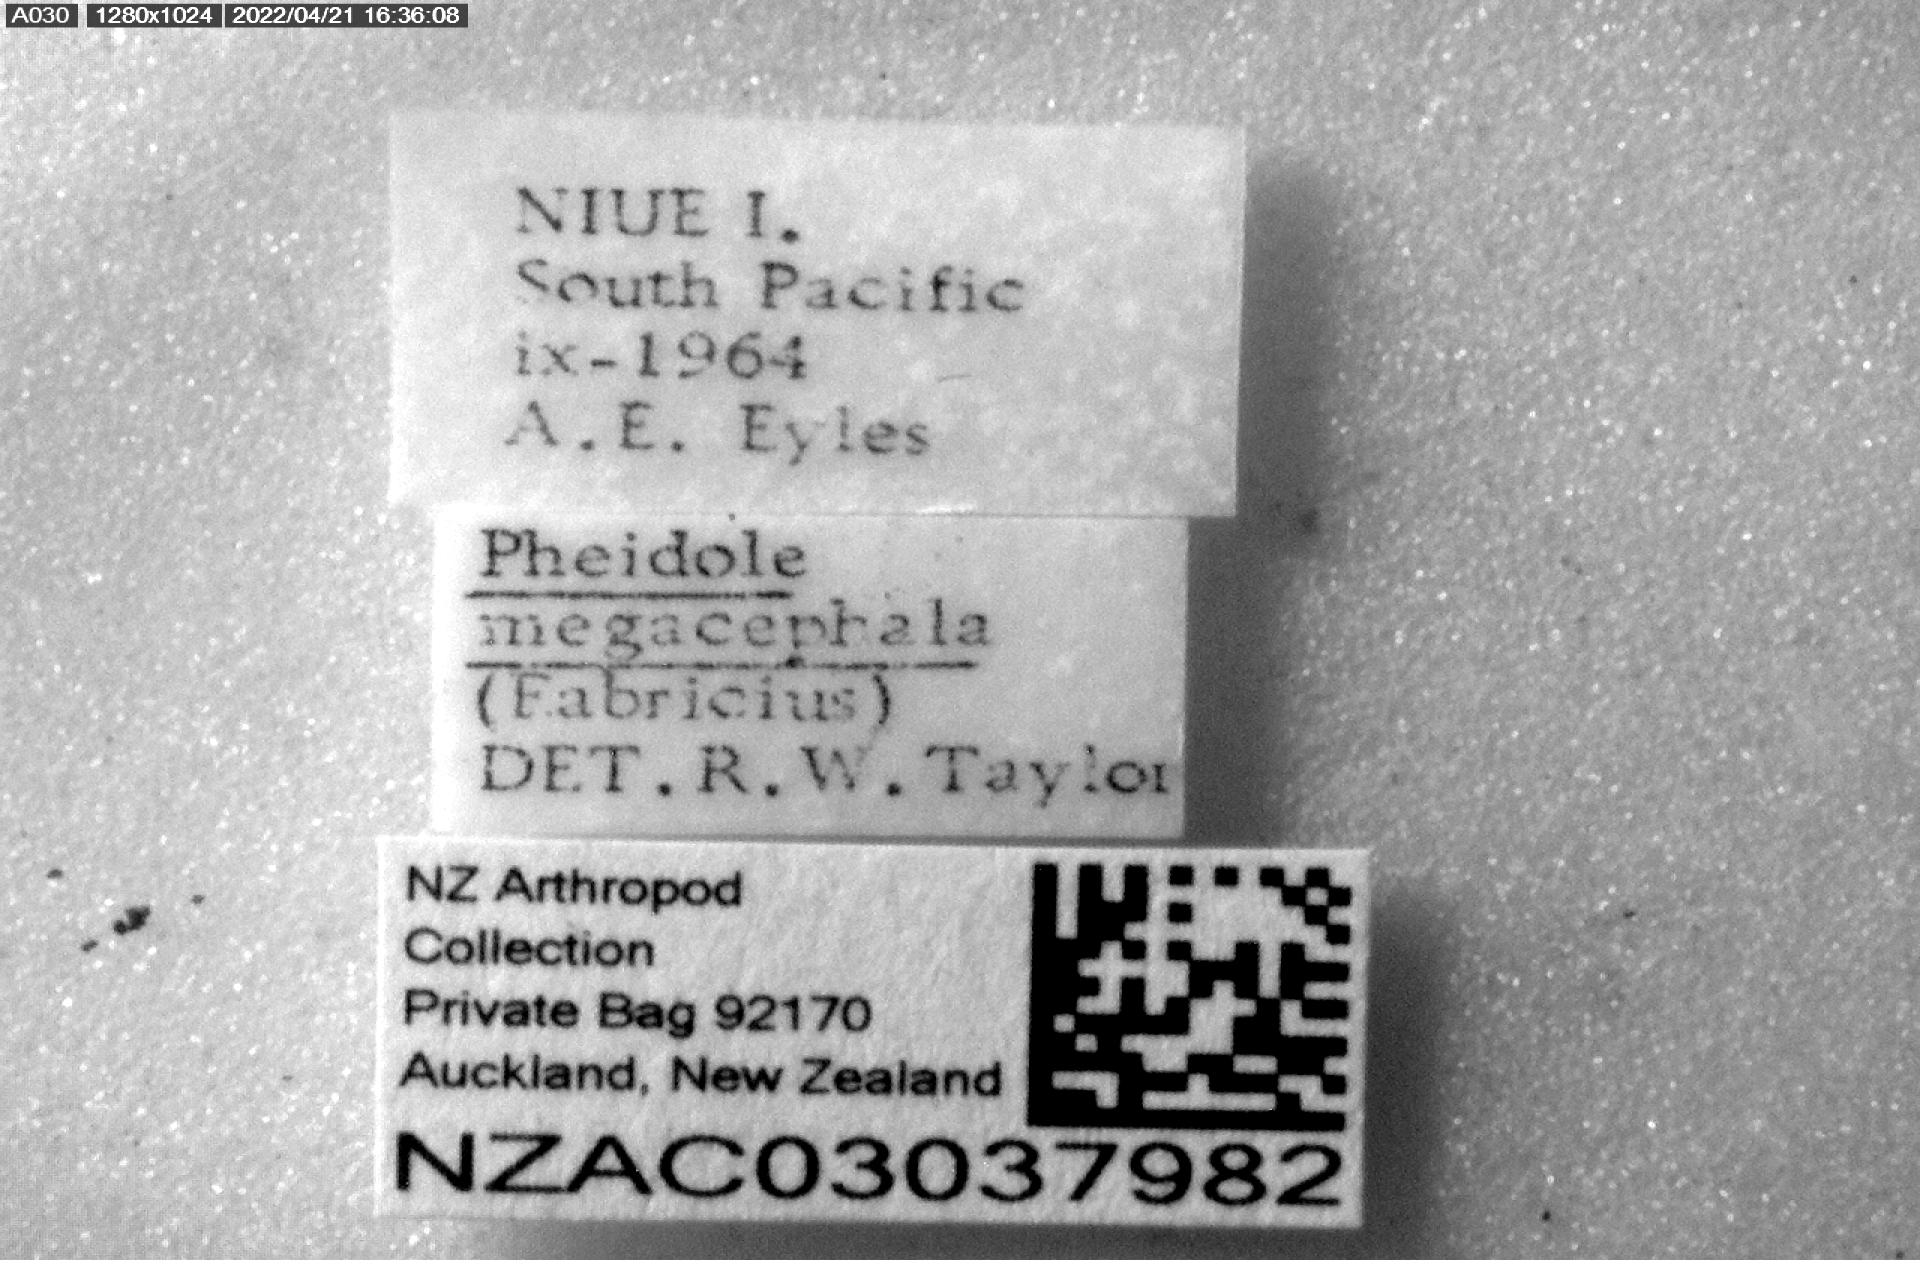 A030 1280x1024 2022/04/21 16:36:08
NIUE I.
South Pacific
ix-1964
A.E. Eyles
Pheidole
megacephala
(Fabricius)
DET.R.W.Taylor
NZ Arthropod
Collection
Private Bag 92170
Auckland, New Zealand
NZAC03037982